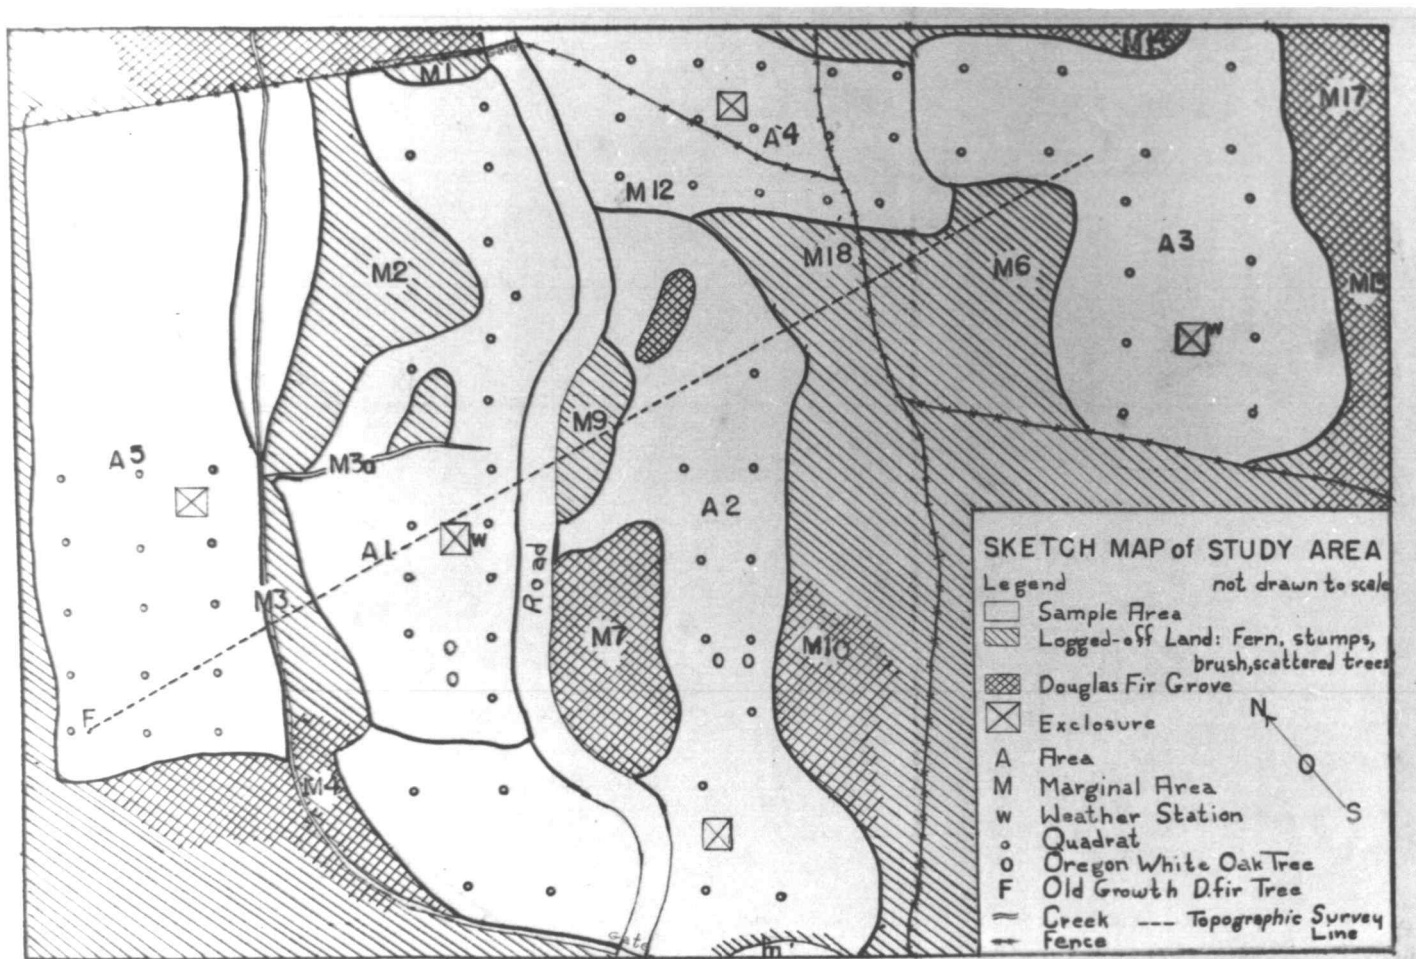 Gate
M1
M14
M17
A4
M12
M2
M18
M6
A3
W
M9
A5
M3a
A2
A1
W
Road
M3
M7
M10
F
M4
Gate
m
SKETCH MAP of STUDY AREA
Legend not drawn to scale
Sample Area
Logged-off Land: Fern, stumps,
brush, scattered trees
Douglas Fir Grove
Exclosure
A Area
M Marginal Area
w Weather Station
Quadrat
Oregon White Oak Tree
F Old Growth D.fir Tree
Creek ---- Topographic Survey
Line
Fence
N
S